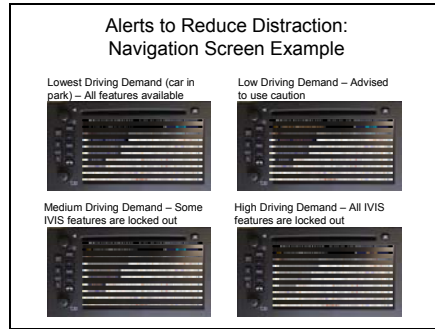 Alerts to Reduce Distraction:
Navigation Screen Example
Lowest Driving Demand (car in
park) – All features available
Low Driving Demand – Advised
to use caution
Medium Driving Demand – Some
IVIS features are locked out
High Driving Demand – All IVIS
features are locked out